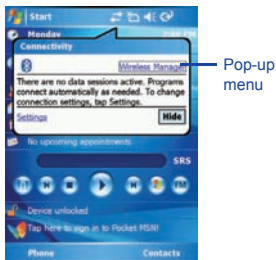 Start
Monday
Connectivity
Wireless Manager
Pop-up
menu
There are no data sessions active. Programs
connect automatically as needed. To change
connection settings, tap Settings.
Settings
Hide
No upcoming appointments
SRS
FM
Device unlocked
Tap here to sign in to Pocket MSN!
Phone
Contacts